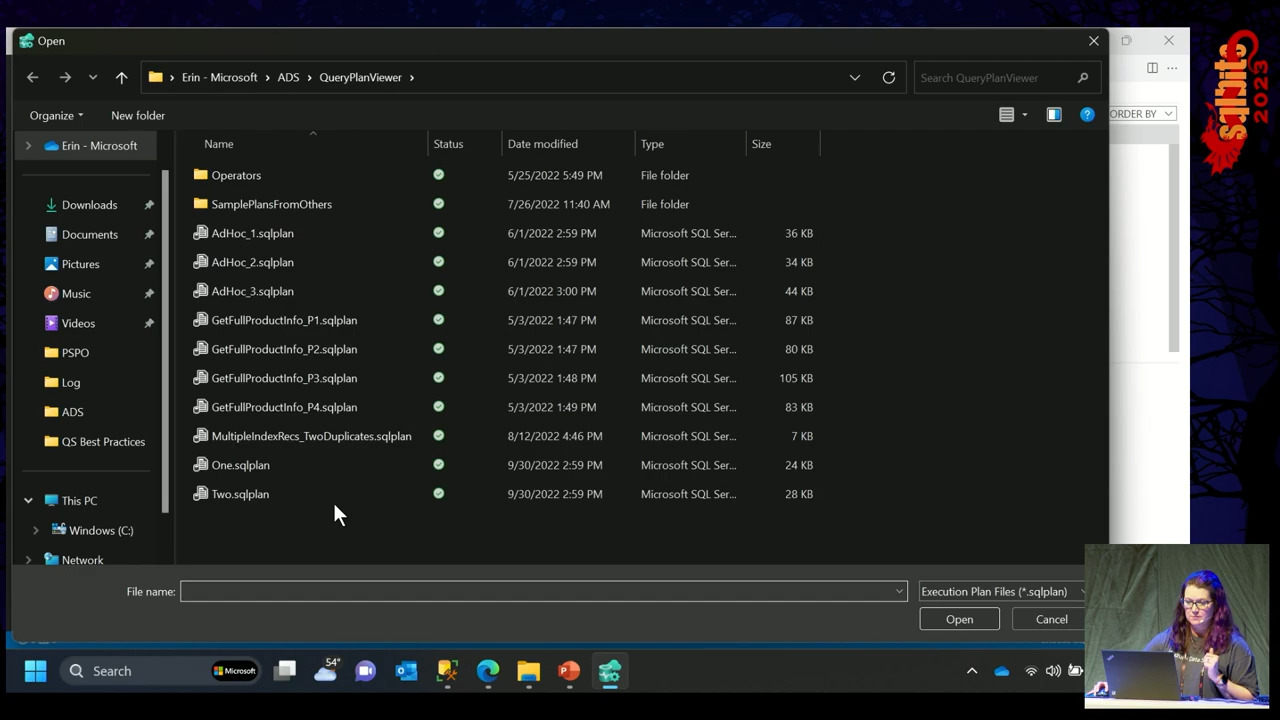 Open
Erin - Microsoft
ADS
QueryPlanViewer
Search QueryPlanViewer
Organize
New folder
ORDER BY
sqlbits 2023
Erin - Microsoft
Downloads
Documents
Pictures
Music
Videos
PSPO
Log
ADS
QS Best Practices
This PC
Windows (C:)
Network
Name Status Date modified Type Size
Operators 5/25/2022 5:49 PM File folder
SamplePlansFromOthers 7/26/2022 11:40 AM File folder
AdHoc_1.sqlplan 6/1/2022 2:59 PM Microsoft SQL Ser... 36 KB
AdHoc_2.sqlplan 6/1/2022 2:59 PM Microsoft SQL Ser... 34 KB
AdHoc_3.sqlplan 6/1/2022 3:00 PM Microsoft SQL Ser... 44 KB
GetFullProductInfo_P1.sqlplan 5/3/2022 1:47 PM Microsoft SQL Ser... 87 KB
GetFullProductInfo_P2.sqlplan 5/3/2022 1:47 PM Microsoft SQL Ser... 80 KB
GetFullProductInfo_P3.sqlplan 5/3/2022 1:48 PM Microsoft SQL Ser... 105 KB
GetFullProductInfo_P4.sqlplan 5/3/2022 1:49 PM Microsoft SQL Ser... 83 KB
MultipleIndexRecs_TwoDuplicates.sqlplan 8/12/2022 4:46 PM Microsoft SQL Ser... 7 KB
One.sqlplan 9/30/2022 2:59 PM Microsoft SQL Ser... 24 KB
Two.sqlplan 9/30/2022 2:59 PM Microsoft SQL Ser... 28 KB
File name:
Execution Plan Files (*.sqlplan)
Open
Cancel
Search
Microsoft
54°